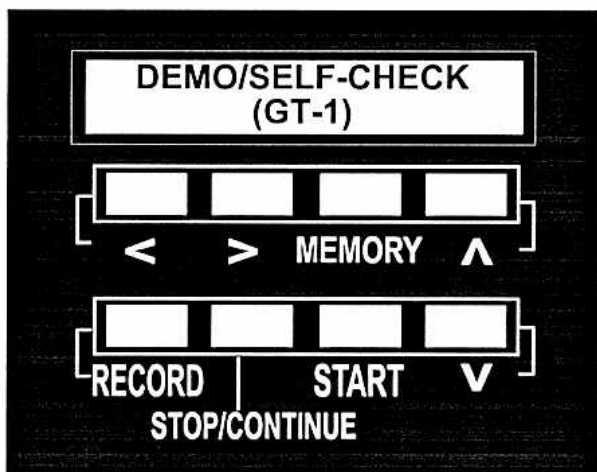 DEMO/SELF-CHECK
(GT-1)
< > MEMORY ∧
RECORD START ∨
STOP/CONTINUE